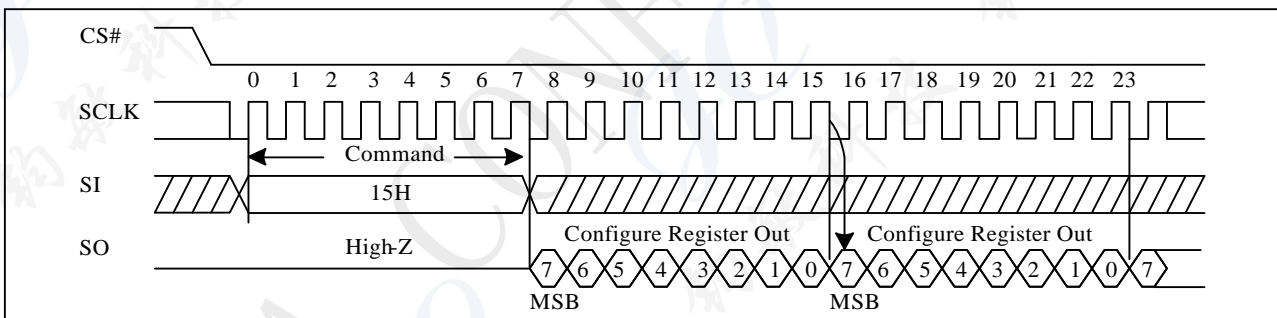 CS#
0 1 2 3 4 5 6 7 8 9 10 11 12 13 14 15 16 17 18 19 20 21 22 23
SCLK
Command
SI
15H
SO
High-Z
Configure Register Out Configure Register Out
7 6 5 4 3 2 1 0 7 6 5 4 3 2 1 0 7
MSB MSB